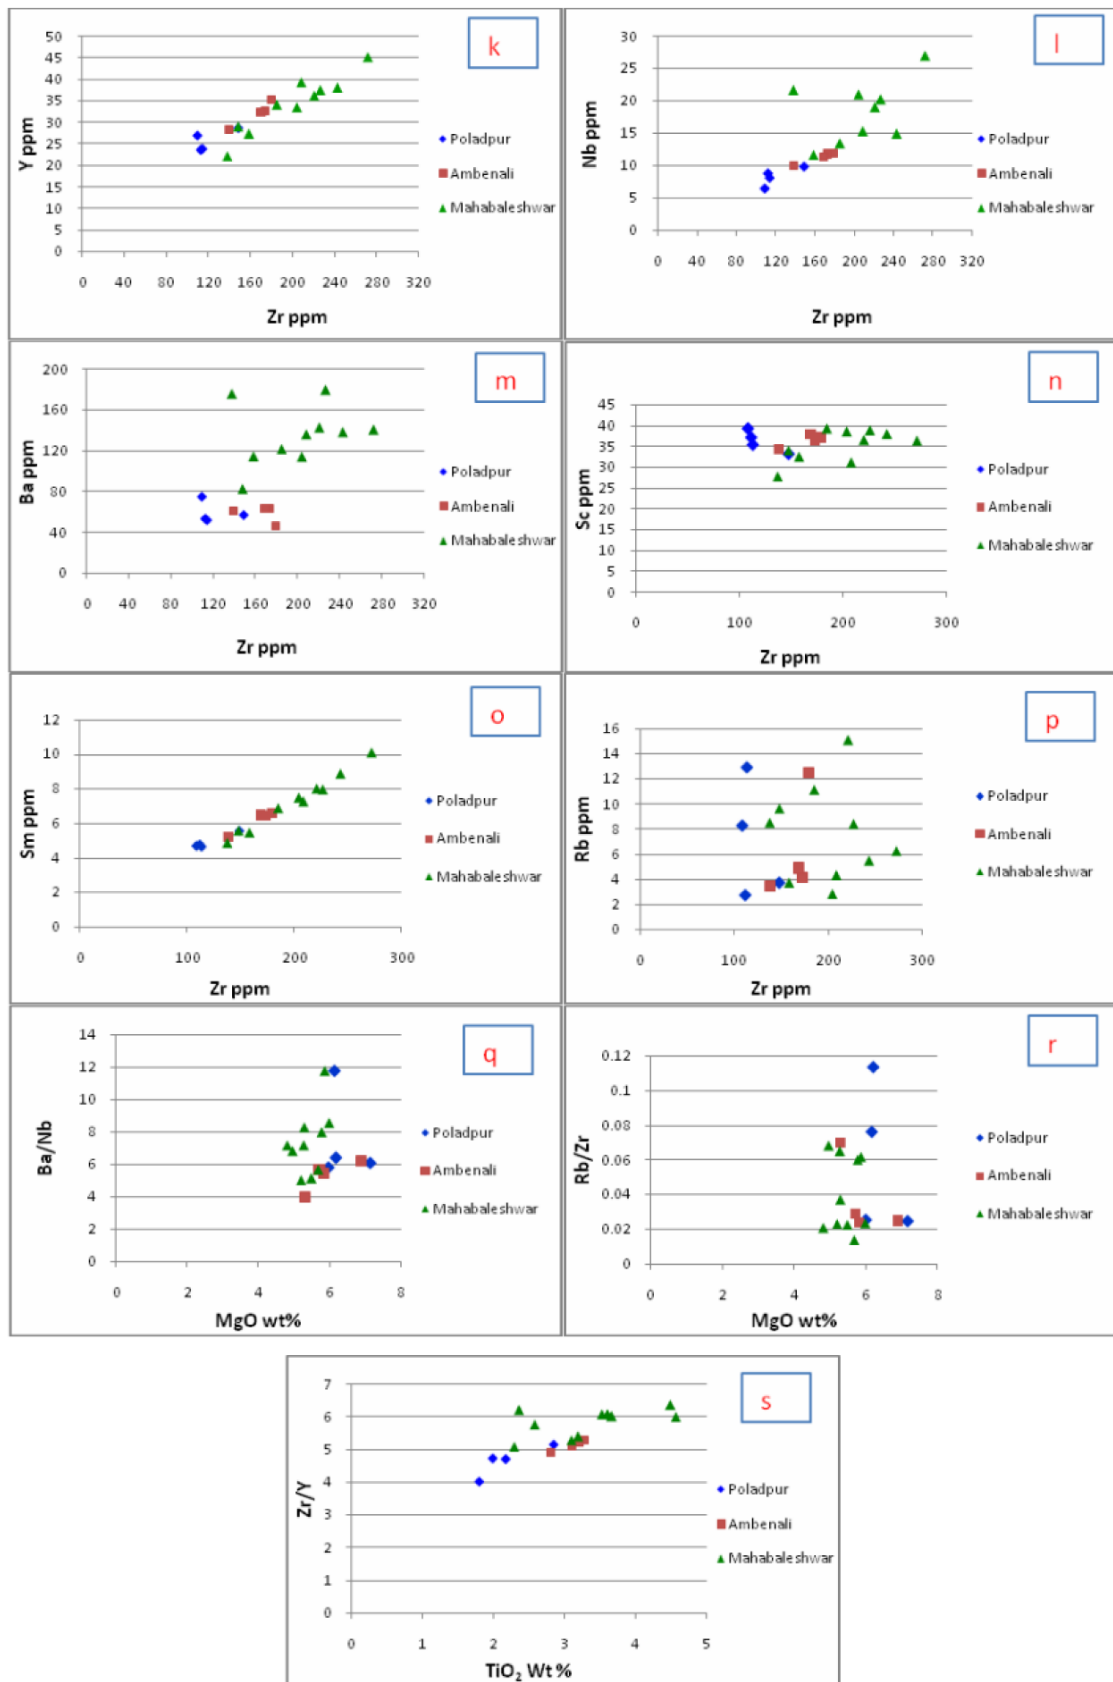 k
50
45
40
35
30
25
20
15
10
5
0
Y ppm
0 40 80 120 160 200 240 280 320
Zr ppm
Poladpur
Ambenali
Mahabaleshwar
l
30
25
20
15
10
5
0
Nb ppm
0 40 80 120 160 200 240 280 320
Zr ppm
Poladpur
Ambenali
Mahabaleshwar
m
200
160
120
80
40
0
Ba ppm
0 40 80 120 160 200 240 280 320
Zr ppm
Poladpur
Ambenali
Mahabaleshwar
n
45
40
35
30
25
20
15
10
5
0
Sc ppm
0 100 200 300
Zr ppm
Poladpur
Ambenali
Mahabaleshwar
o
12
10
8
6
4
2
0
Sm ppm
0 100 200 300
Zr ppm
Poladpur
Ambenali
Mahabaleshwar
p
16
14
12
10
8
6
4
2
0
Rb ppm
0 100 200 300
Zr ppm
Poladpur
Ambenali
Mahabaleshwar
q
14
12
10
8
6
4
2
0
Ba/Nb
0 2 4 6 8
MgO wt%
Poladpur
Ambenali
Mahabaleshwar
r
0.12
0.1
0.08
0.06
0.04
0.02
0
Rb/Zr
0 2 4 6 8
MgO wt%
Poladpur
Ambenali
Mahabaleshwar
s
7
6
5
4
3
2
1
0
Zr/Y
0 1 2 3 4 5
TiO₂ Wt %
Poladpur
Ambenali
Mahabaleshwar